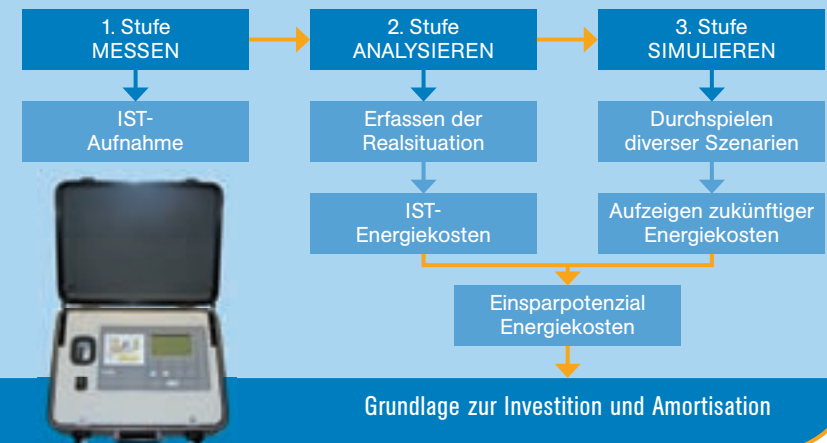 1. Stufe
MESSEN
2. Stufe
ANALYSIEREN
3. Stufe
SIMULIEREN
IST-
Aufnahme
Erfassen der
Realsituation
Durchspielen
diverser Szenarien
IST-
Energiekosten
Aufzeigen zukünftiger
Energiekosten
Einsparpotenzial
Energiekosten
Grundlage zur Investition und Amortisation